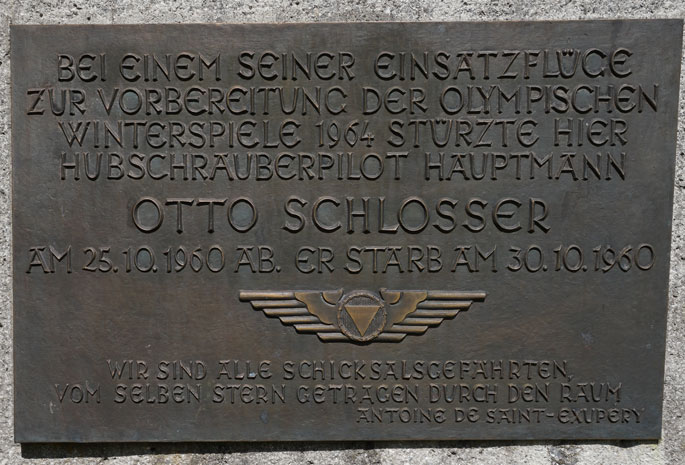 BEI EINEM SEINER EINSATZFLÜGE
ZUR VORBEREITUNG DER OLYMPISCHEN
WINTERSPIELE 1964 STÜRZTE HIER
HUBSCHRAUBERPILOT HAUPTMANN
OTTO SCHLOSSER
AM 25.10.1960 AB. ER STARB AM 30.10.1960
WIR SIND ALLE SCHICKSALSGEFÄHRTEN,
VOM SELBEN STERN GETRAGEN DURCH DEN RAUM
ANTOINE DE SAINT-EXUPÉRY